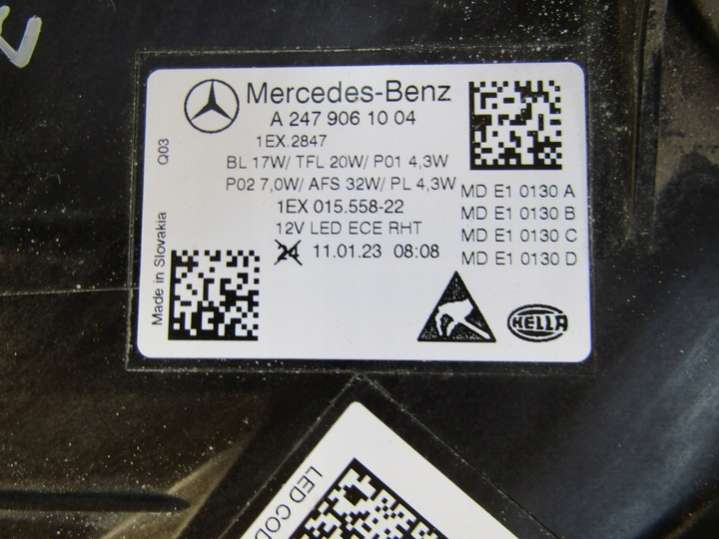 Mercedes-Benz
A 247 906 10 04
1EX.2847
BL 17W/ TFL 20W/ P01 4,3W
P02 7,0W/ AFS 32W/ PL 4,3W
1EX 015.558-22
12V LED ECE RHT
24 11.01.23 08:08
MD E1 0130 A
MD E1 0130 B
MD E1 0130 C
MD E1 0130 D
Q03
Made in Slovakia
HELLA
LED COD